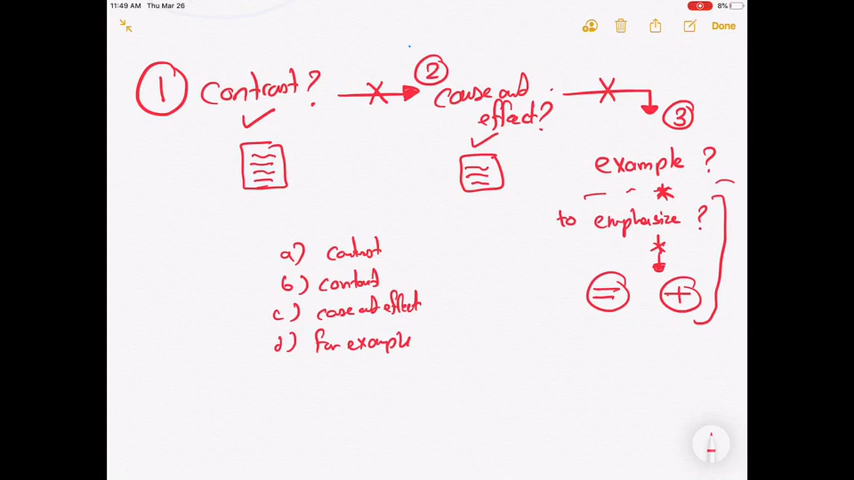 11:49 AM Thu Mar 26
8%
Done
1 Contrast?
2 cause and effect?
3
example?
to emphasize?
= +
a) contrast
b) contrast
c) case and effect
d) for example